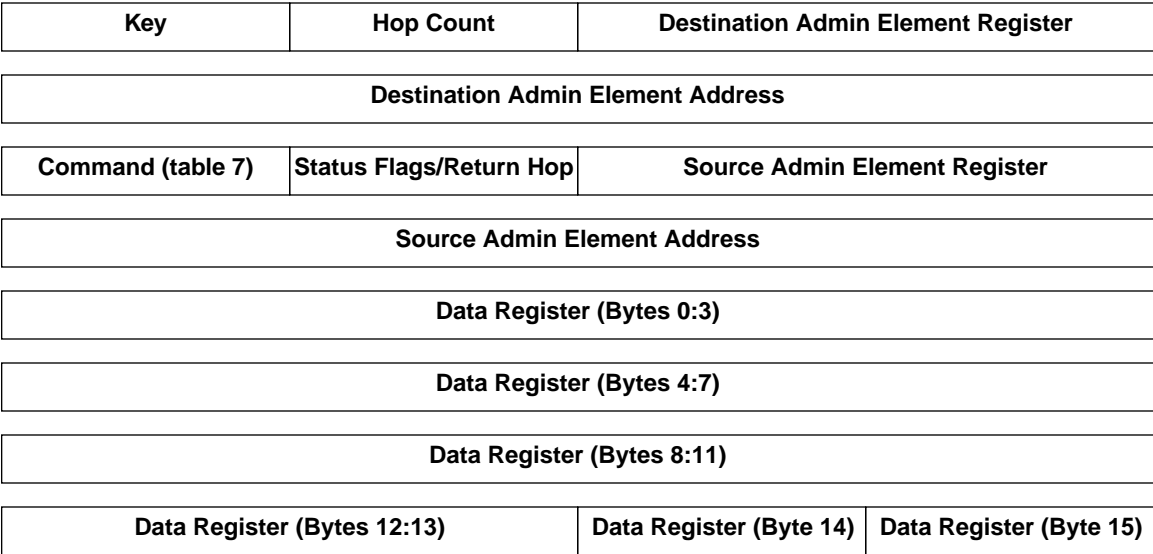 Key Hop Count Destination Admin Element Register
Destination Admin Element Address
Command (table 7) Status Flags/Return Hop Source Admin Element Register
Source Admin Element Address
Data Register (Bytes 0:3)
Data Register (Bytes 4:7)
Data Register (Bytes 8:11)
Data Register (Bytes 12:13) Data Register (Byte 14) Data Register (Byte 15)